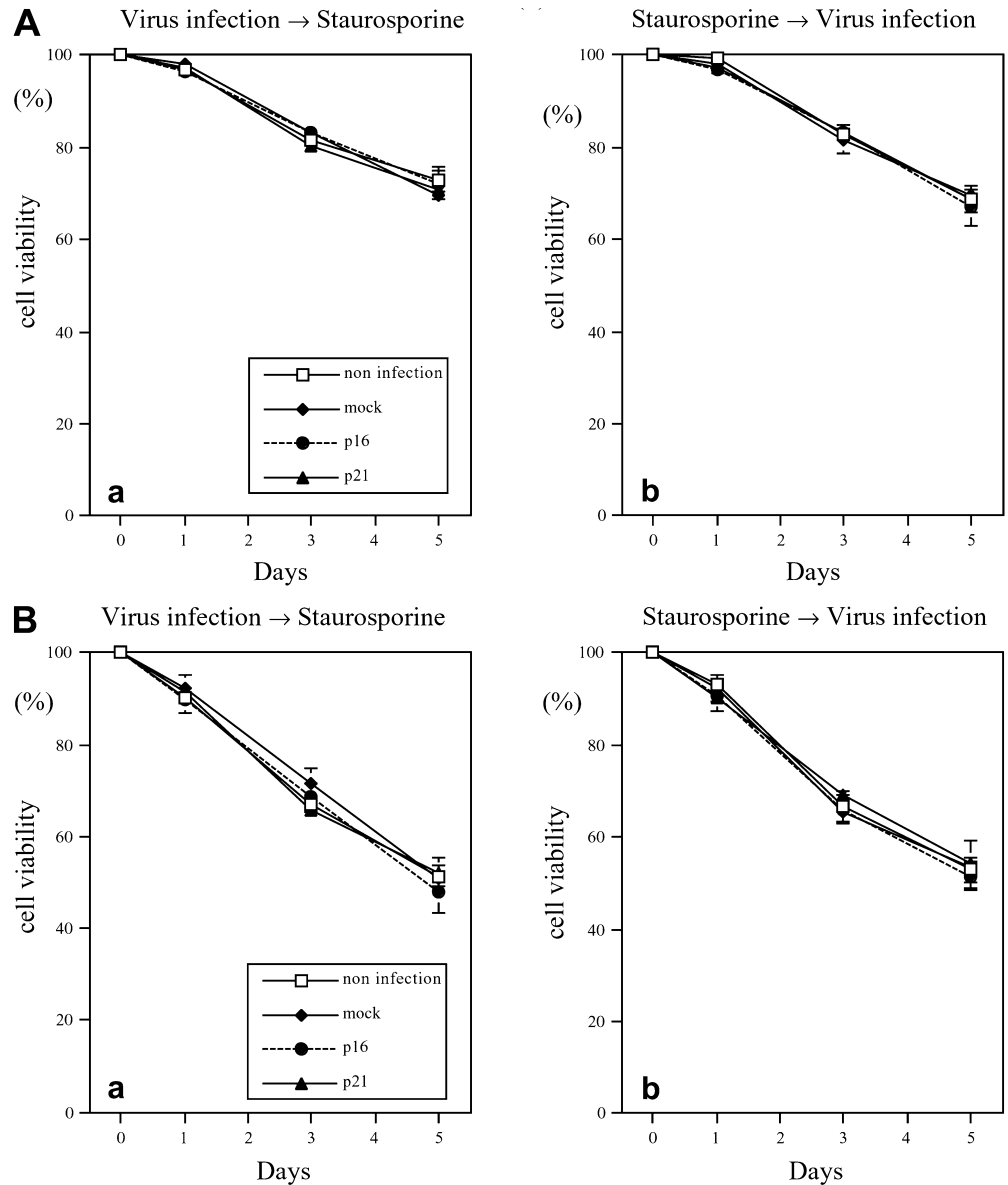 A
Virus infection → Staurosporine
Staurosporine → Virus infection
100
(%)
80
60
40
20
0
cell viability
non infection
mock
p16
p21
a
0 1 2 3 4 5
Days
100
(%)
80
60
40
20
0
cell viability
b
0 1 2 3 4 5
Days
B
Virus infection → Staurosporine
Staurosporine → Virus infection
100
(%)
80
60
40
20
0
cell viability
non infection
mock
p16
p21
a
0 1 2 3 4 5
Days
100
(%)
80
60
40
20
0
cell viability
b
0 1 2 3 4 5
Days